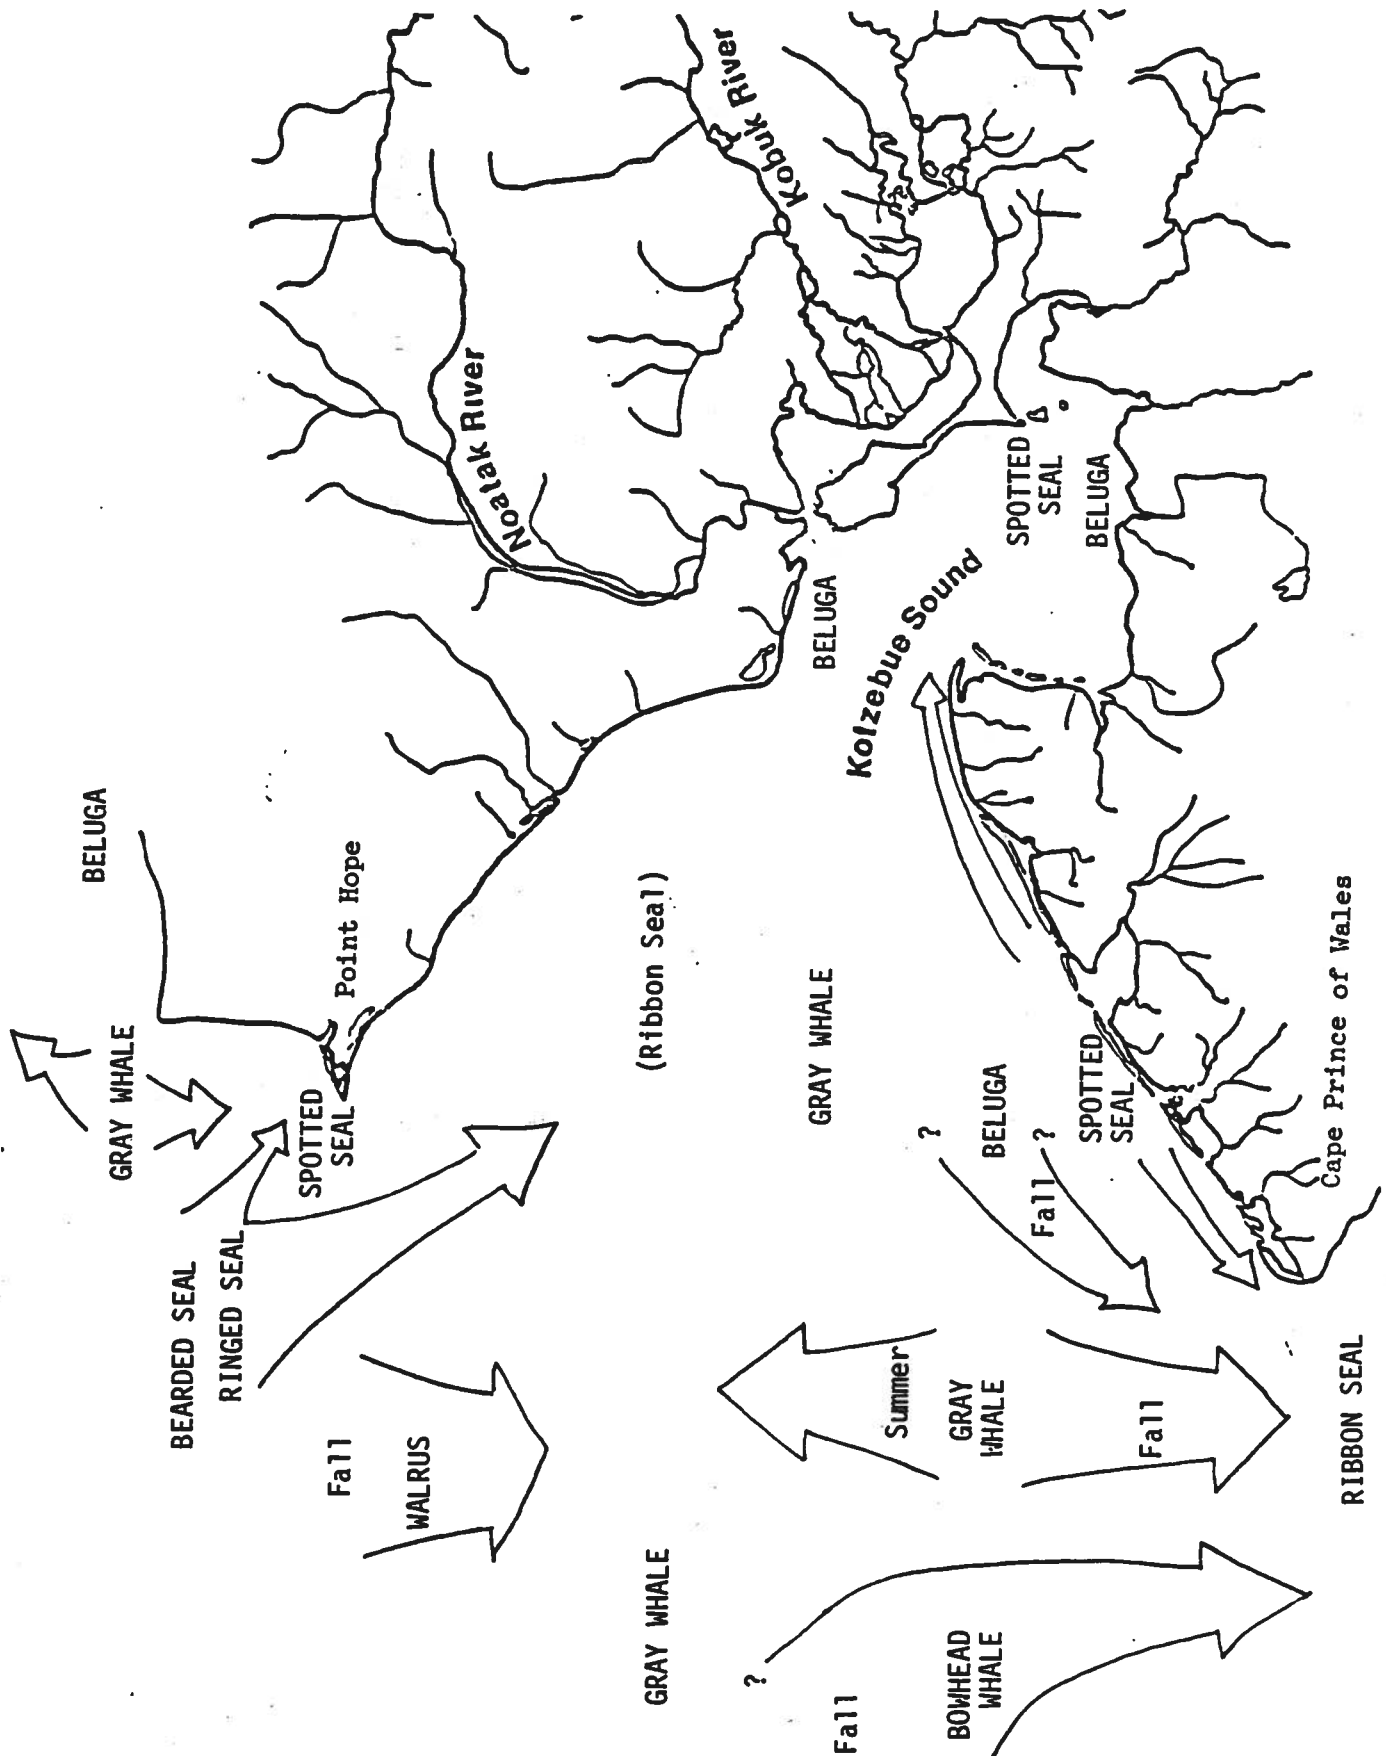 BELUGA
GRAY WHALE
Point Hope
SPOTTED
SEAL
BEARDED SEAL
RINGED SEAL
Fall
WALRUS
Noatak River
Kobuk River
(Ribbon Seal)
GRAY WHALE
? 
Fall
BOWHEAD
WHALE
GRAY WHALE
Summer
GRAY
WHALE
Fall
BELUGA
Kotzebue Sound
SPOTTED
SEAL
BELUGA
?
BELUGA
Fall ?
SPOTTED
SEAL
Cape Prince of Wales
RIBBON SEAL